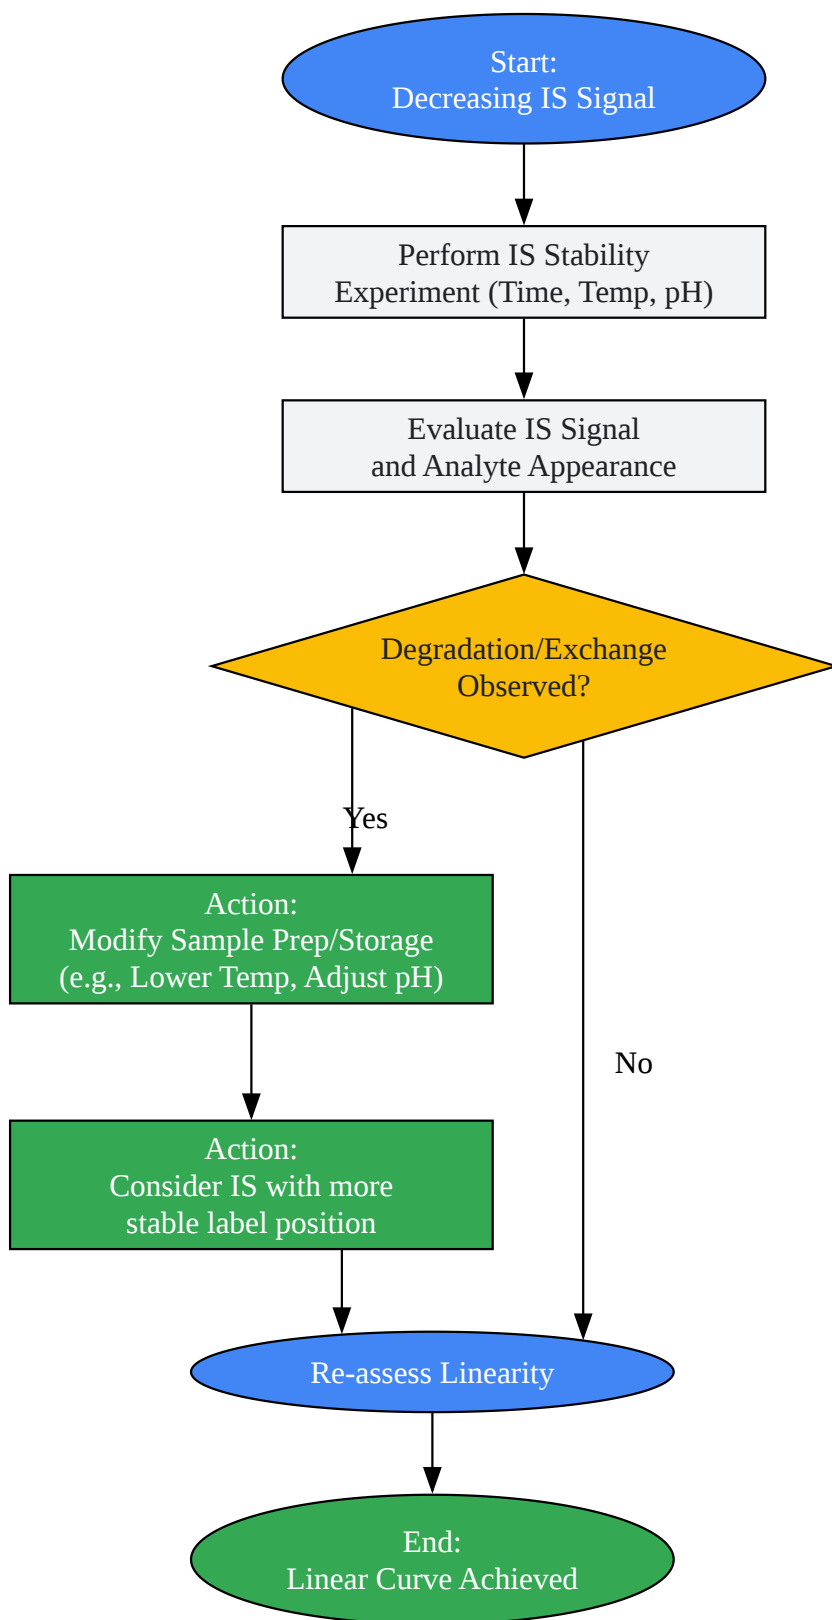 Start:
Decreasing IS Signal
Perform IS Stability
Experiment (Time, Temp, pH)
Evaluate IS Signal
and Analyte Appearance
Degradation/Exchange
Observed?
Yes
Action:
Modify Sample Prep/Storage
(e.g., Lower Temp, Adjust pH)
No
Action:
Consider IS with more
stable label position
Re-assess Linearity
End:
Linear Curve Achieved